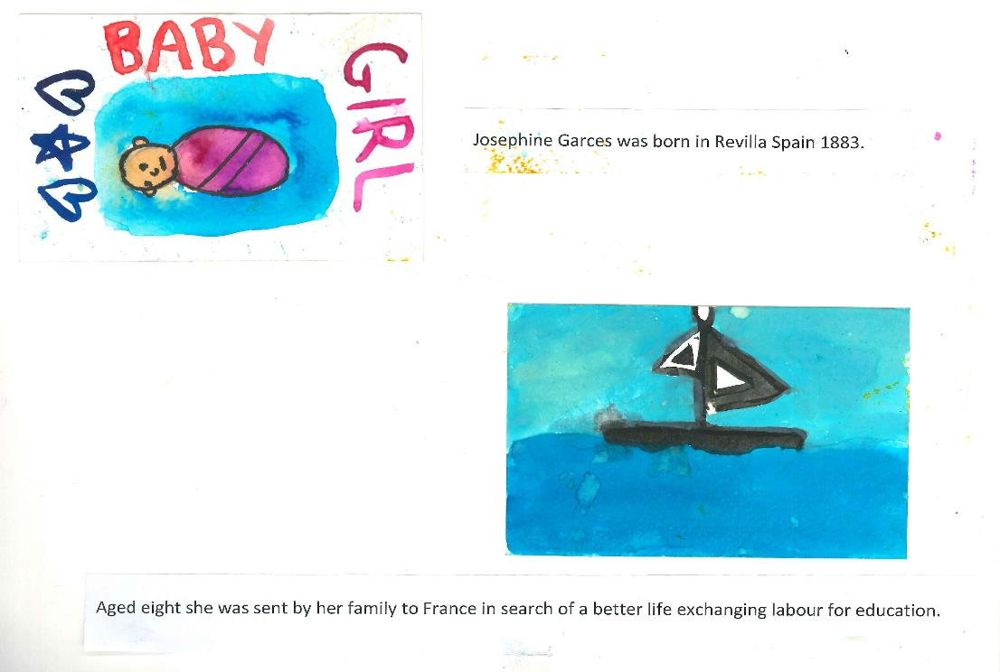 BABY
GIRL
Josephine Garces was born in Revilla Spain 1883.
Aged eight she was sent by her family to France in search of a better life exchanging labour for education.